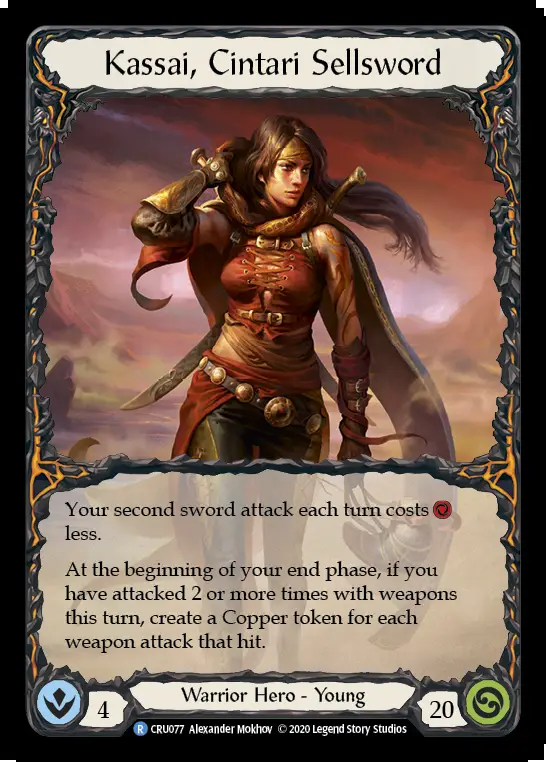 Kassai, Cintari Sellsword
Your second sword attack each turn costs
less.
At the beginning of your end phase, if you
have attacked 2 or more times with weapons
this turn, create a Copper token for each
weapon attack that hit.
Warrior Hero - Young
4
20
R CRU077 Alexander Mokhov © 2020 Legend Story Studios